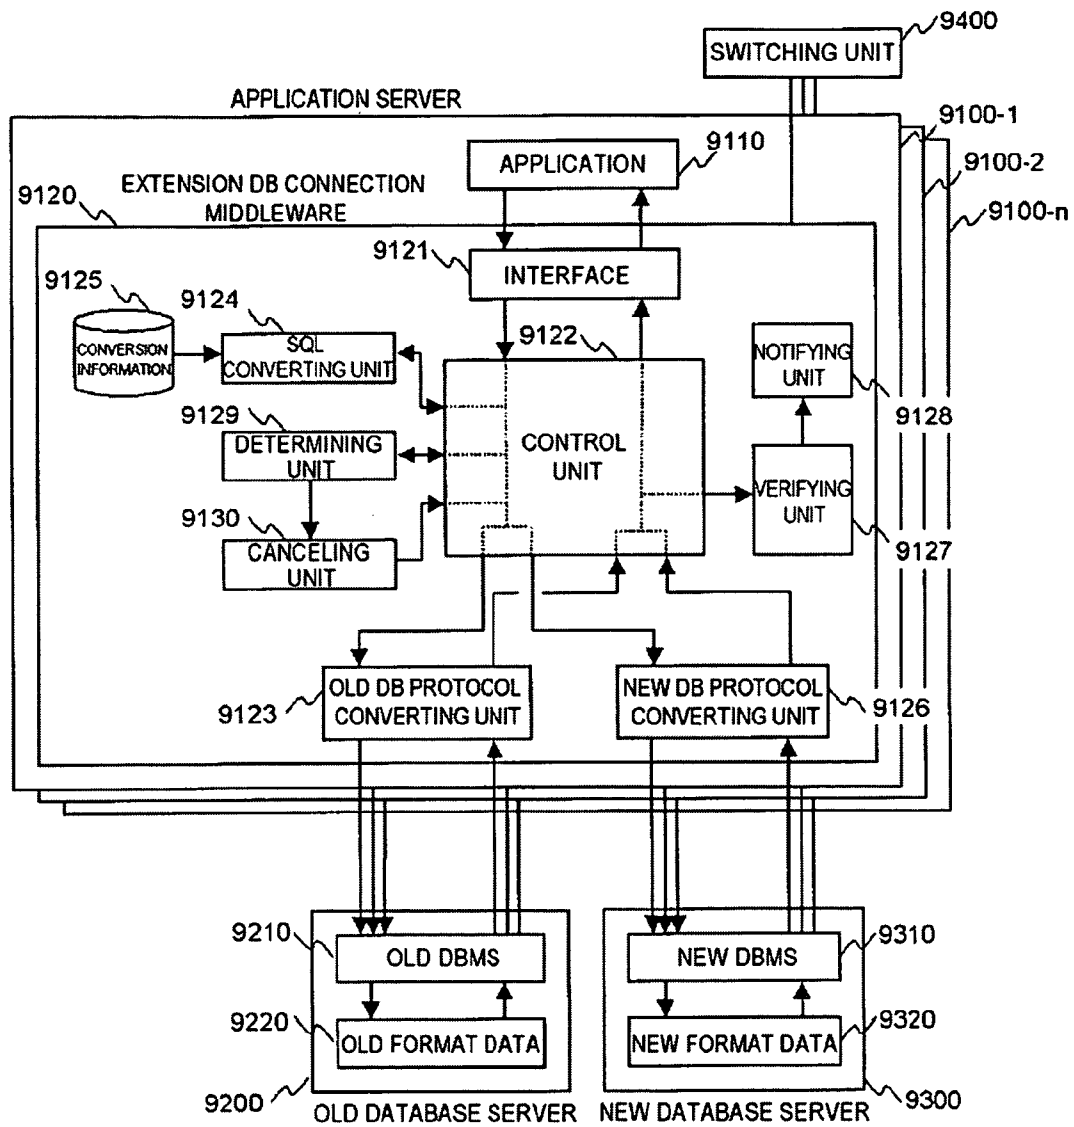 9400
SWITCHING UNIT
APPLICATION SERVER
9100-1
9110
APPLICATION
9100-2
EXTENSION DB CONNECTION
MIDDLEWARE
9120
9100-n
9121
INTERFACE
9125
9124
9122
CONVERSION
INFORMATION
SQL
CONVERTING UNIT
NOTIFYING
UNIT
9128
9129
DETERMINING
UNIT
CONTROL
UNIT
VERIFYING
UNIT
9130
CANCELING
UNIT
9127
9123
OLD DB PROTOCOL
CONVERTING UNIT
NEW DB PROTOCOL
CONVERTING UNIT
9126
9210
OLD DBMS
NEW DBMS
9310
9220
OLD FORMAT DATA
NEW FORMAT DATA
9320
9200
OLD DATABASE SERVER
NEW DATABASE SERVER
9300